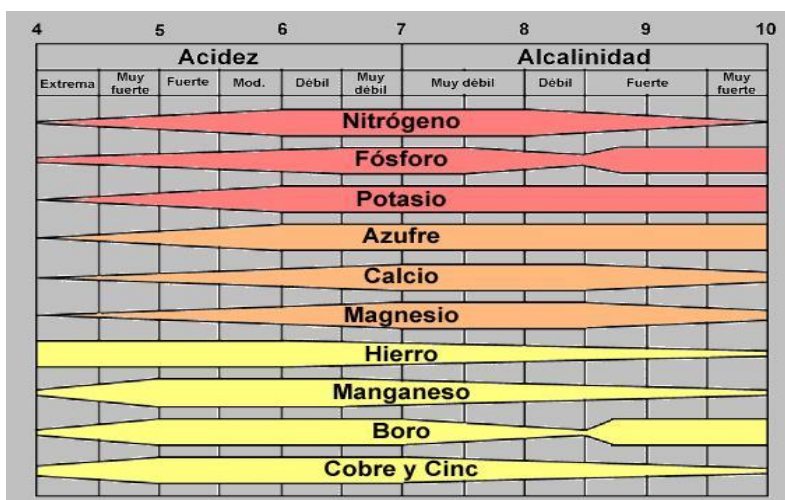 4 5 6 7 8 9 10
Acidez Alcalinidad
Extrema Muy fuerte Fuerte Mod. Débil Muy débil Muy débil Débil Fuerte Muy fuerte
Nitrógeno
Fósforo
Potasio
Azufre
Calcio
Magnesio
Hierro
Manganeso
Boro
Cobre y Cinc